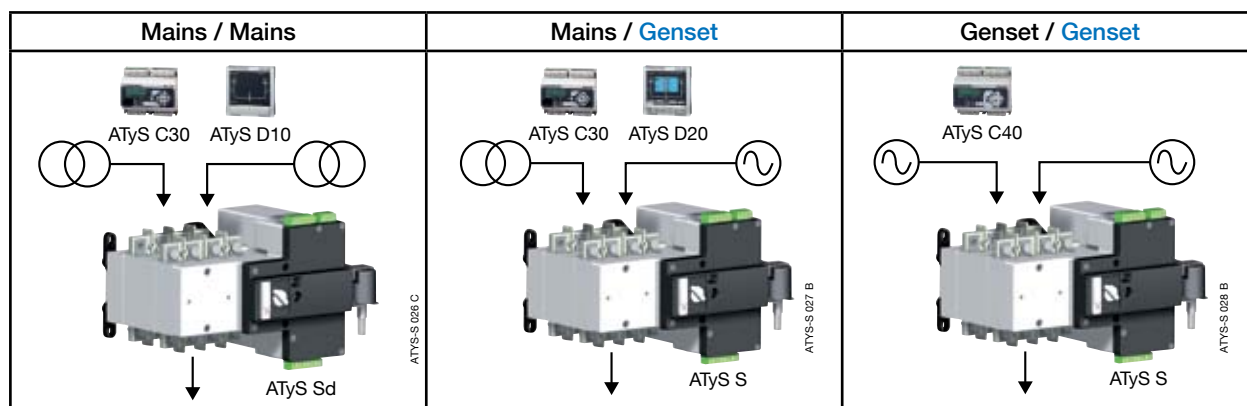 Mains / Mains
Mains / Genset
Genset / Genset
ATyS C30
ATyS D10
ATYS-S 026 C
ATyS Sd
ATyS C30
ATyS D20
ATYS-S 027 B
ATyS S
ATyS C40
ATYS-S 028 B
ATyS S